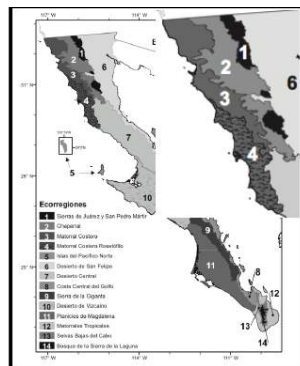 1
2
3
4
6
7
5
10
1
2
3
6
4
9
11
8
12
13
14
Ecorregiones
1 Sierras de Juárez y San Pedro Mártir
2 Chaparral
3 Matorral Costero
4 Matorral Costero Rosetófilo
5 Islas del Pacífico Norte
6 Desierto de San Felipe
7 Desierto Central
8 Costa Central del Golfo
9 Sierra de la Giganta
10 Desierto de Vizcaíno
11 Planicies de Magdalena
12 Matorrales Tropicales
13 Selvas Bajas del Cabo
14 Bosque de la Sierra de la Laguna